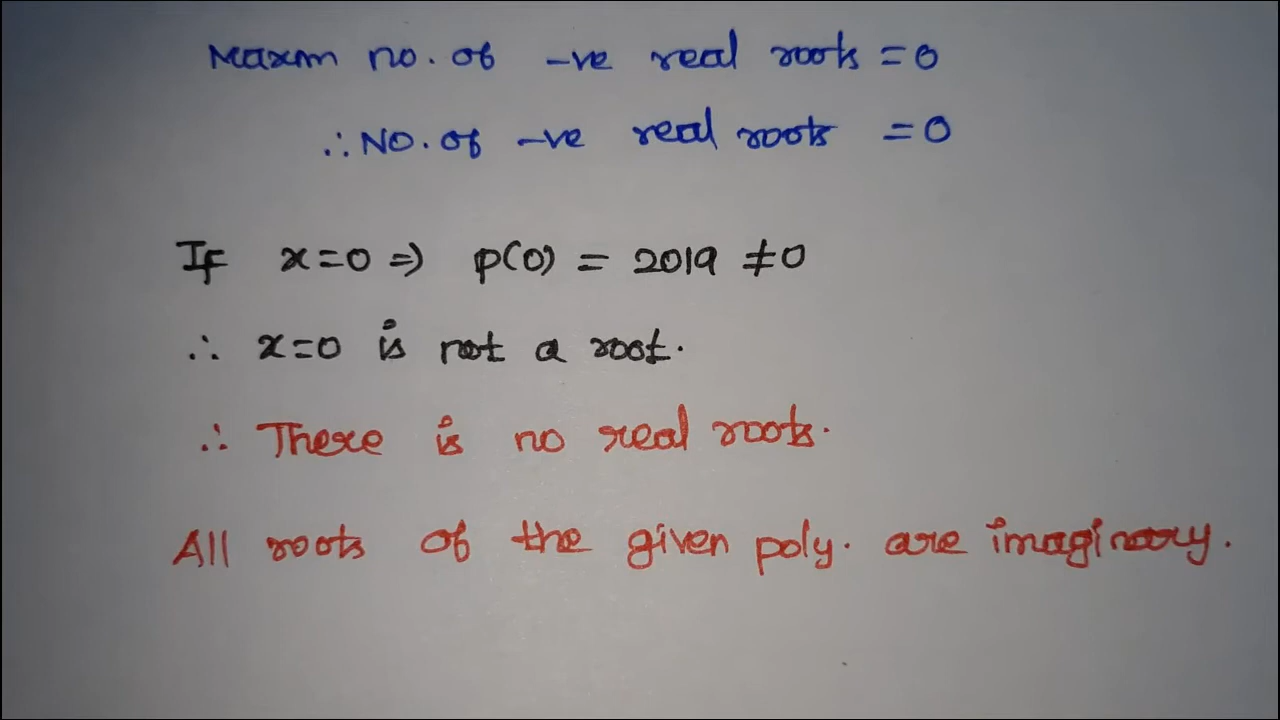 Maxm no. of -ve real roots = 0
∴ No. of -ve real roots = 0
If x=0 ⇒ p(0) = 2019 ≠ 0
∴ x=0 is not a root.
∴ There is no real roots.
All roots of the given poly. are imaginary.